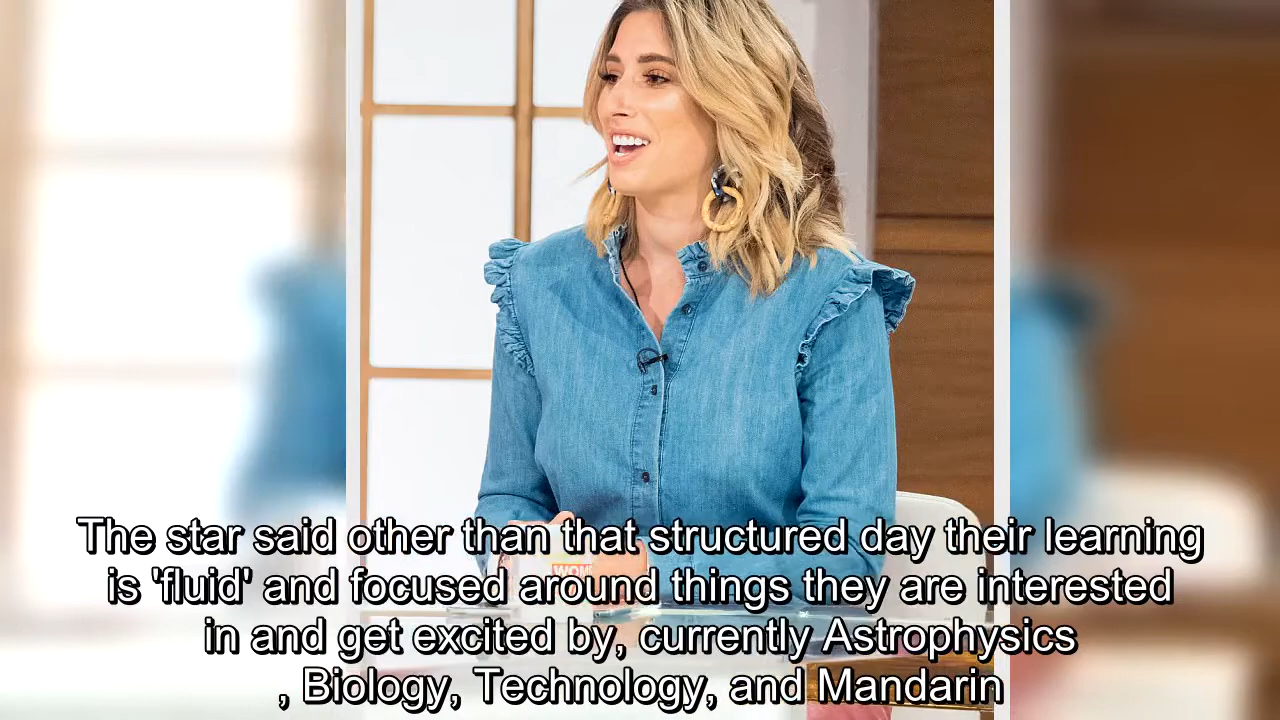 WOM
The star said other than that structured day their learning
is 'fluid' and focused around things they are interested
in and get excited by, currently Astrophysics
, Biology, Technology, and Mandarin